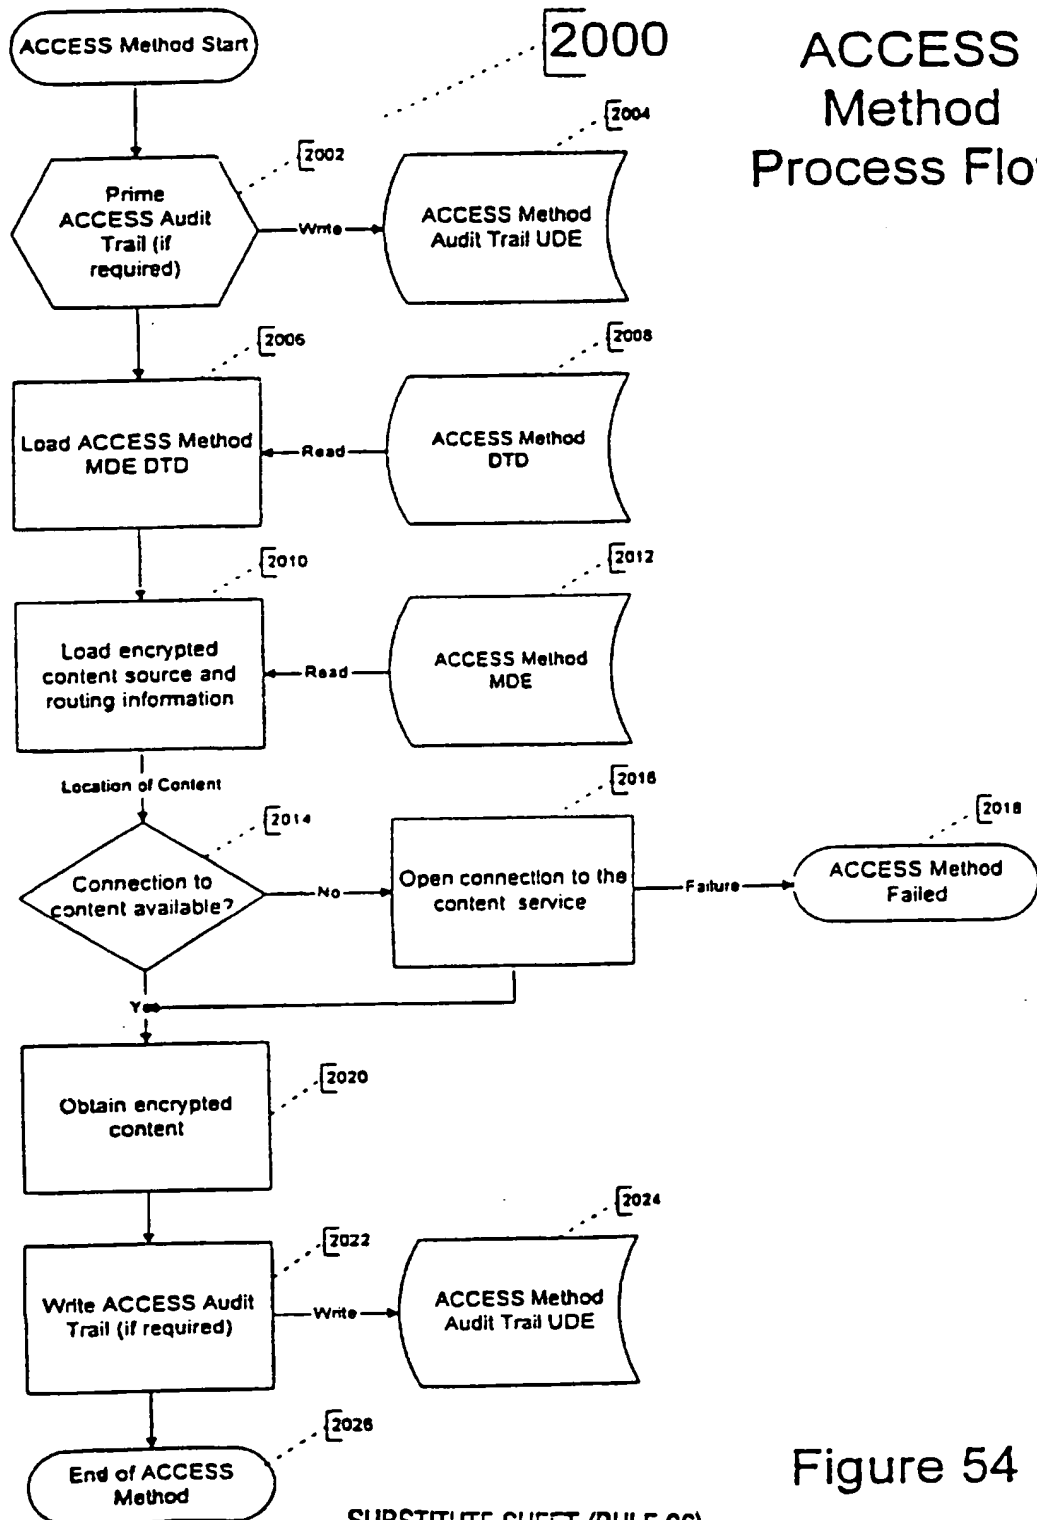 ACCESS Method Start
2000
ACCESS
Method
Process Flo
2002
2004
Prime
ACCESS Audit
Trail (if
required)
Write
ACCESS Method
Audit Trail UDE
2006
2008
Load ACCESS Method
MDE DTD
Read
ACCESS Method
DTD
2010
2012
Load encrypted
content source and
routing information
Read
ACCESS Method
MDE
Location of Content
2014
2016
2018
Connection to
content available?
No
Open connection to the
content service
Failure
ACCESS Method
Failed
Y
2020
Obtain encrypted
content
2022
2024
Write ACCESS Audit
Trail (if required)
Write
ACCESS Method
Audit Trail UDE
2026
End of ACCESS
Method
Figure 54